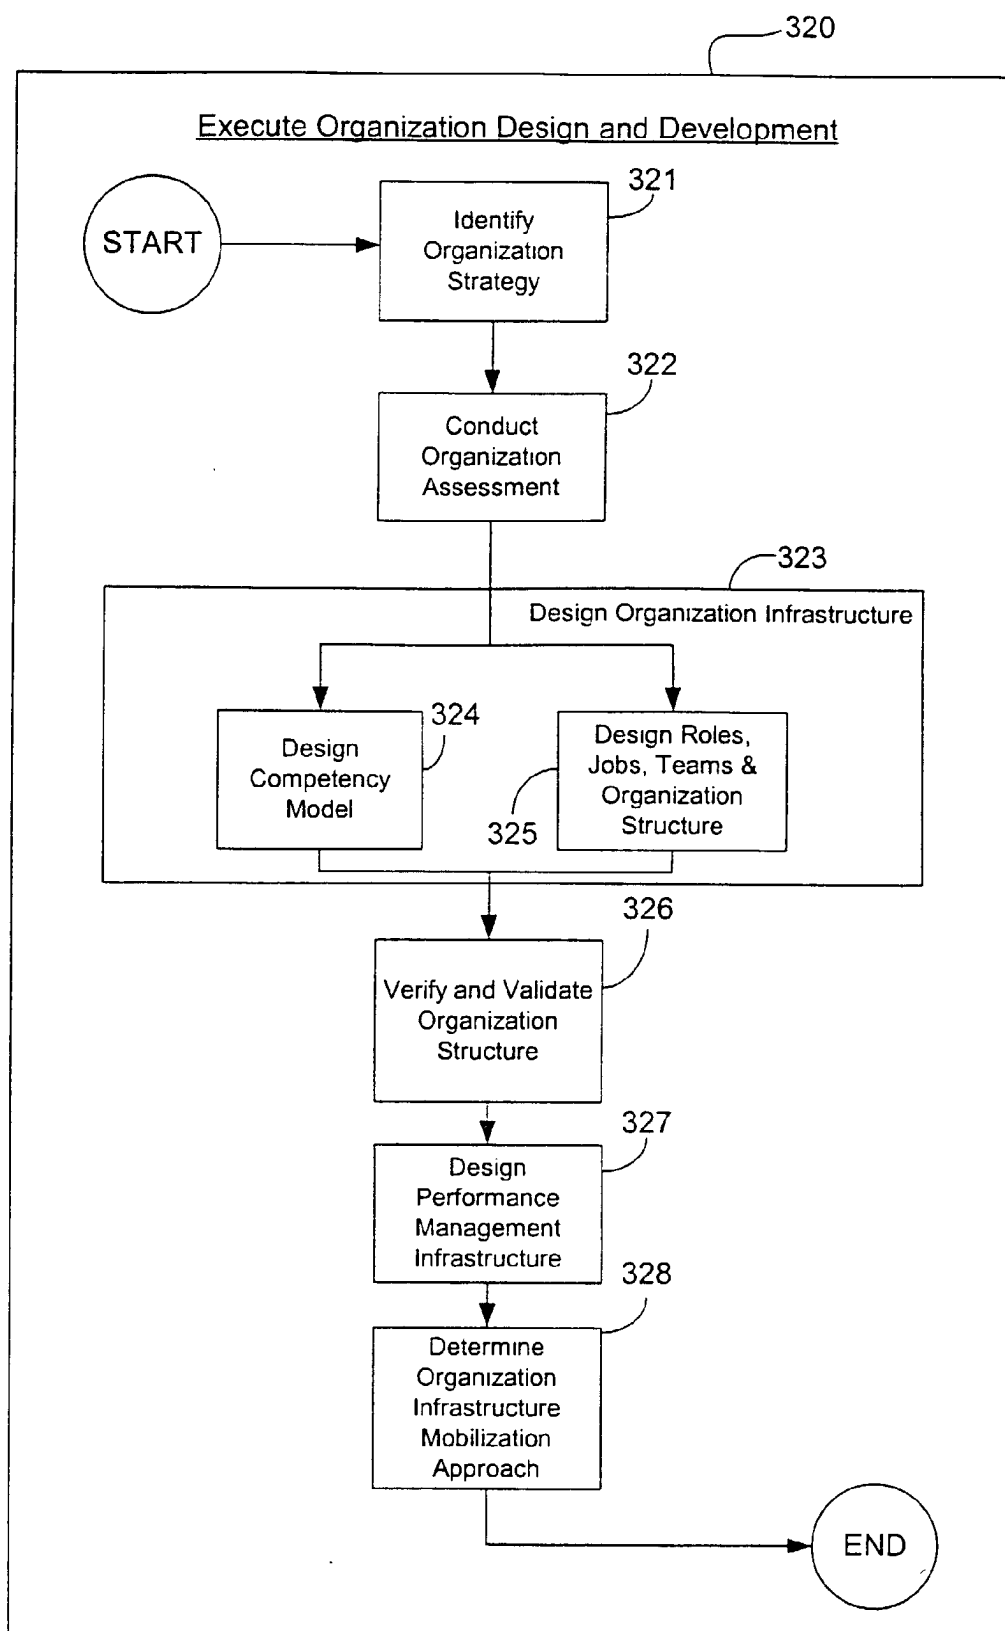 320
Execute Organization Design and Development
321
START
Identify
Organization
Strategy
322
Conduct
Organization
Assessment
323
Design Organization Infrastructure
324
Design
Competency
Model
Design Roles,
Jobs, Teams &
Organization
Structure
325
326
Verify and Validate
Organization
Structure
327
Design
Performance
Management
Infrastructure
328
Determine
Organization
Infrastructure
Mobilization
Approach
END